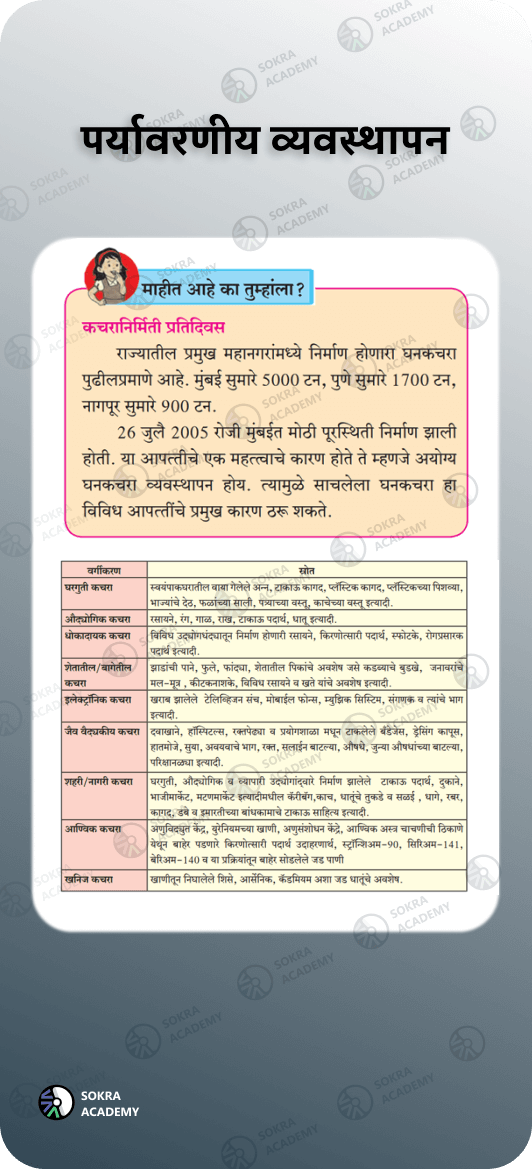 पर्यावरणीय व्यवस्थापन
माहीत आहे का तुम्हांला?
कचरानिर्मिती प्रतिदिवस
राज्यातील प्रमुख महानगरांमध्ये निर्माण होणारा घनकचरा
पुढीलप्रमाणे आहे. मुंबई सुमारे 5000 टन, पुणे सुमारे 1700 टन,
नागपूर सुमारे 900 टन.
26 जुलै 2005 रोजी मुंबईत मोठी पूरस्थिती निर्माण झाली
होती. या आपत्तीचे एक महत्वाचे कारण होते ते म्हणजे अयोग्य
घनकचरा व्यवस्थापन होय. त्यामुळे साचलेला घनकचरा हा
विविध आपत्तींचे प्रमुख कारण ठरू शकते.
वर्गीकरण स्रोत
घरगुती कचरा स्वयंपाकघरातील वाया गेलेले अन्न, टाकाऊ कागद, प्लॅस्टिक कागद, प्लॅस्टिकच्या पिशव्या,
भाज्यांचे देठ, फळांच्या साली, पत्र्याच्या वस्तू, काचेच्या वस्तू इत्यादी.
औद्योगिक कचरा रसायने, रंग, गाळ, राख, टाकाऊ पदार्थ, धातू इत्यादी.
धोकादायक कचरा विविध उद्योगधंद्यातून निर्माण होणारी रसायने, किरणोत्सारी पदार्थ, स्फोटके, रोगप्रसारक
पदार्थ इत्यादी.
शेतातील/बागेतील झाडांची पाने, फुले, फांद्या, शेतातील पिकांचे अवशेष जसे कडब्याचे बुडखे, जनावरांचे
कचरा मल-मूत्र , कीटकनाशके, विविध रसायने व खते यांचे अवशेष इत्यादी.
इलेक्ट्रॉनिक कचरा खराब झालेले टेलिव्हिजन संच, मोबाईल फोन्स, म्युझिक सिस्टिम, संगणक व त्यांचे भाग
इत्यादी.
जैव वैद्यकीय कचरा दवाखाने, हॉस्पिटल्स, रक्तपेढ्या व प्रयोगशाळा मधून टाकलेले बँडेजेस, ड्रेसिंग कापूस,
हातमोजे, सुया, अवयवाचे भाग, रक्त, सलाईन बाटल्या, औषधे, जुन्या औषधांच्या बाटल्या,
परिक्षानळ्या इत्यादी.
शहरी/नागरी कचरा घरगुती, औद्योगिक व व्यापारी उद्योगांद्वारे निर्माण झालेले टाकाऊ पदार्थ, दुकाने,
भाजीमार्केट, मटणमार्केट इत्यादीमधील कॅरीबॅग,काच, धातूंचे तुकडे व सळई , धागे, रबर,
कागद, डबे व इमारतीच्या बांधकामाचे टाकाऊ साहित्य इत्यादी.
आण्विक कचरा अणुविद्युत केंद्र, युरेनियमच्या खाणी, अणुसंशोधन केंद्रे, आण्विक अस्त्र चाचणीची ठिकाणे
येथून बाहेर पडणारे किरणोत्सारी पदार्थ उदाहरणार्थ, स्ट्रॉन्शिअम-90, सिरिअम-141,
बेरिअम-140 व या प्रक्रियांतून बाहेर सोडलेले जड पाणी
खनिज कचरा खाणीतून निघालेले शिसे, आर्सेनिक, कॅडमियम अशा जड धातूंचे अवशेष.
SOKRA
ACADEMY